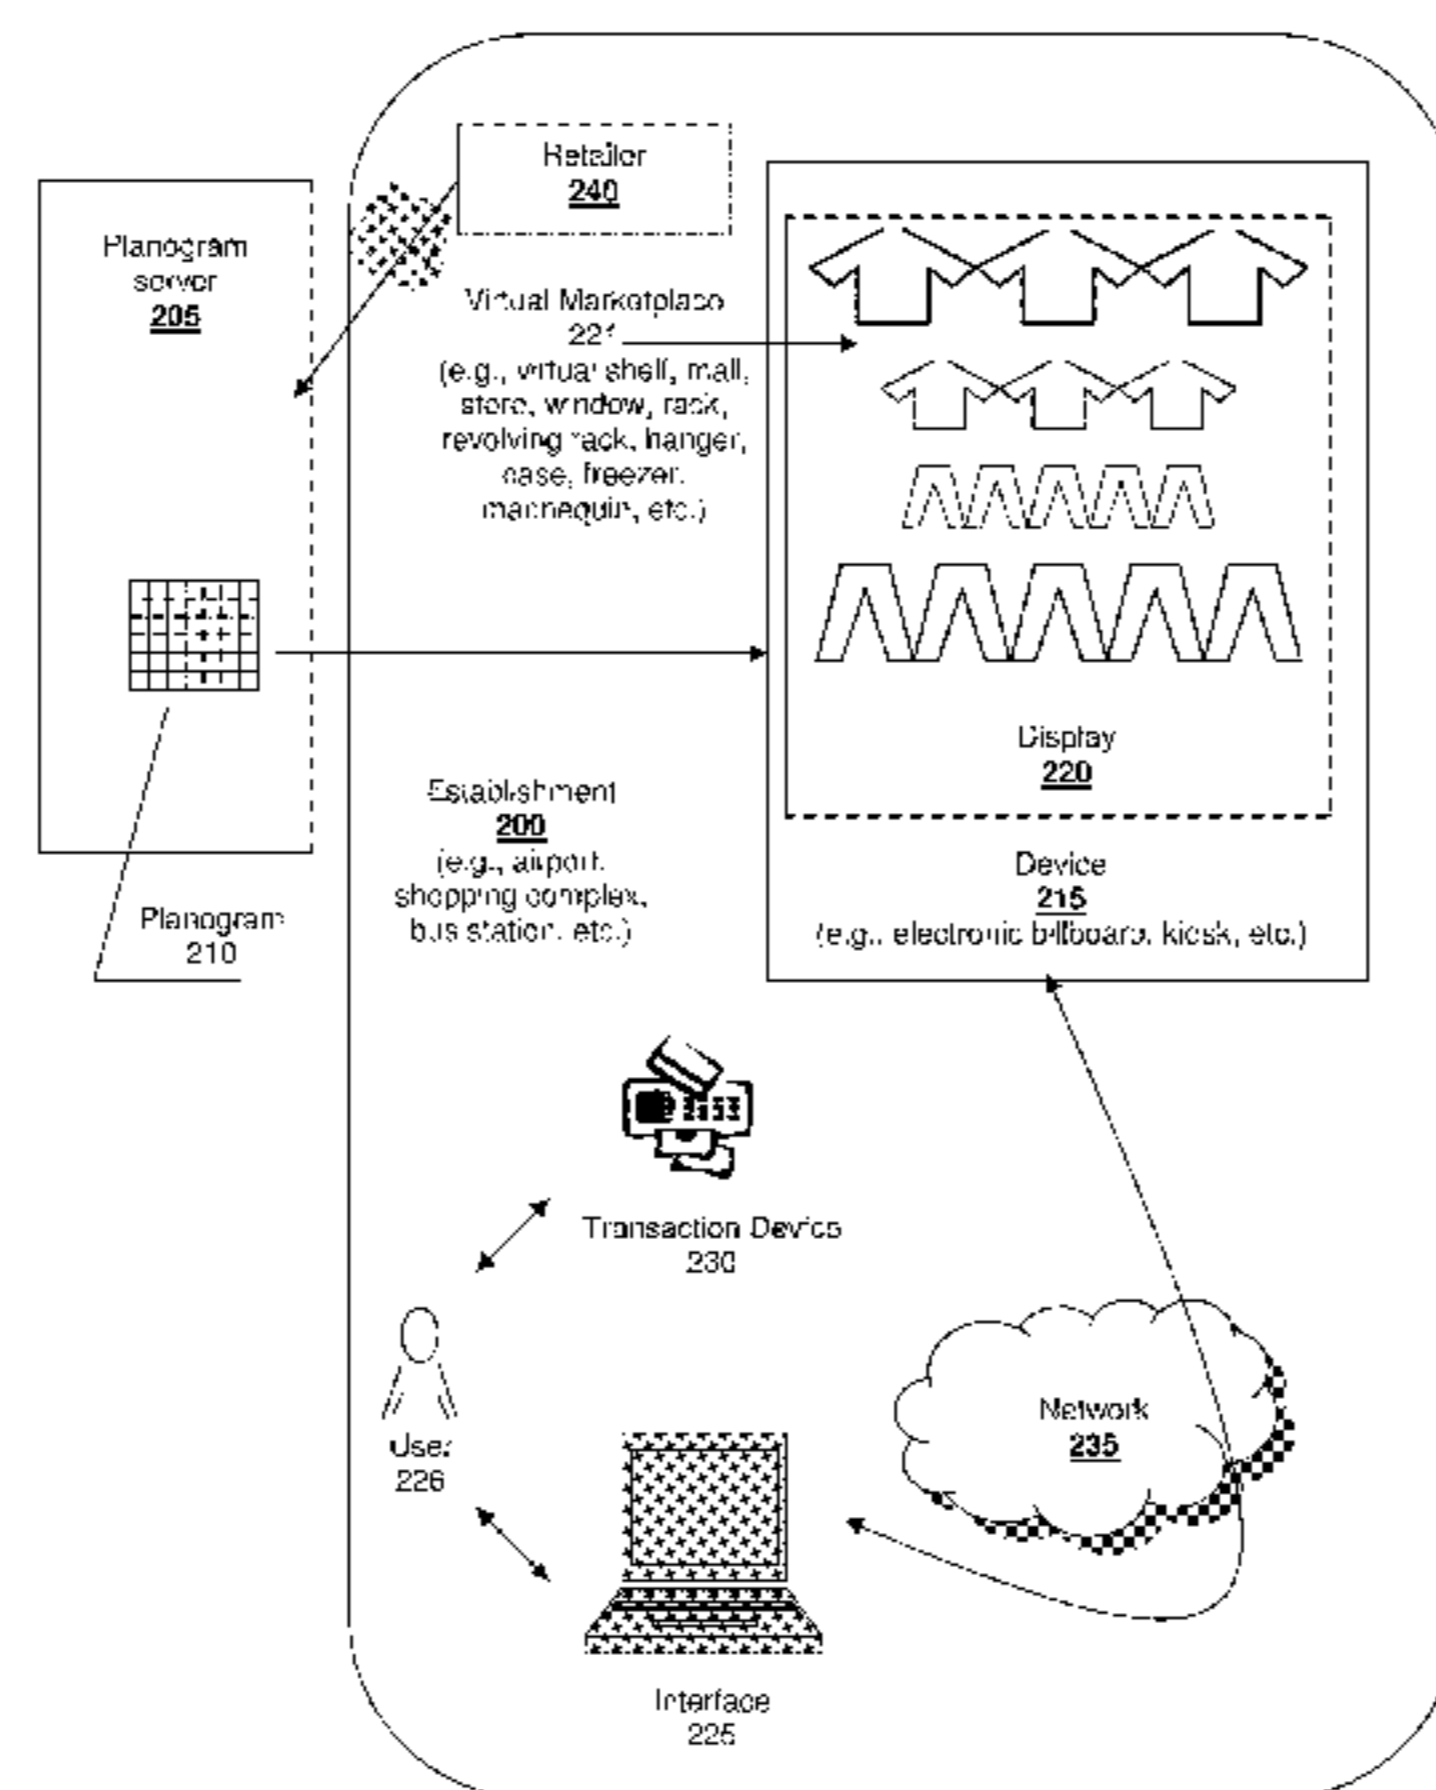 Retailer
240
Planogram
server
205
Virtual Marketplace
221
(e.g., virtual shelf, mall,
store, window, rack,
revolving rack, hanger,
case, freezer,
mannequin, etc.)
Display
220
Establishment
200
(e.g., airport,
shopping complex,
bus station, etc.)
Device
215
(e.g., electronic billboard, kiosk, etc.)
Planogram
210
Transaction Device
230
Network
235
User
226
Interface
225